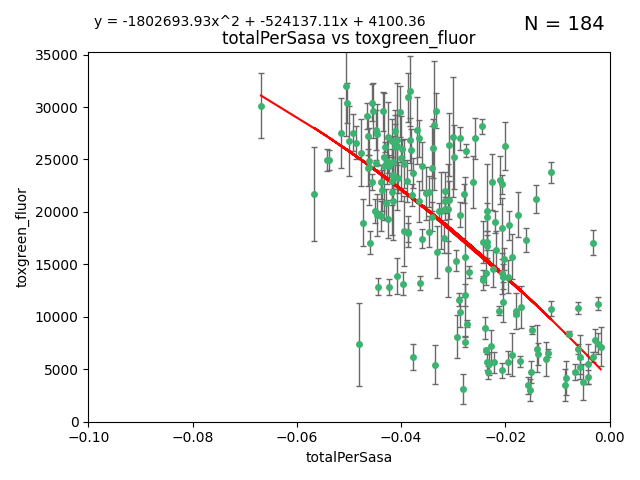 y = -1802693.93x^2 + -524137.11x + 4100.36
N = 184
totalPerSasa vs toxgreen_fluor
35000
30000
25000
20000
15000
10000
5000
0
toxgreen_fluor
−0.10
−0.08
−0.06
−0.04
−0.02
0.00
totalPerSasa